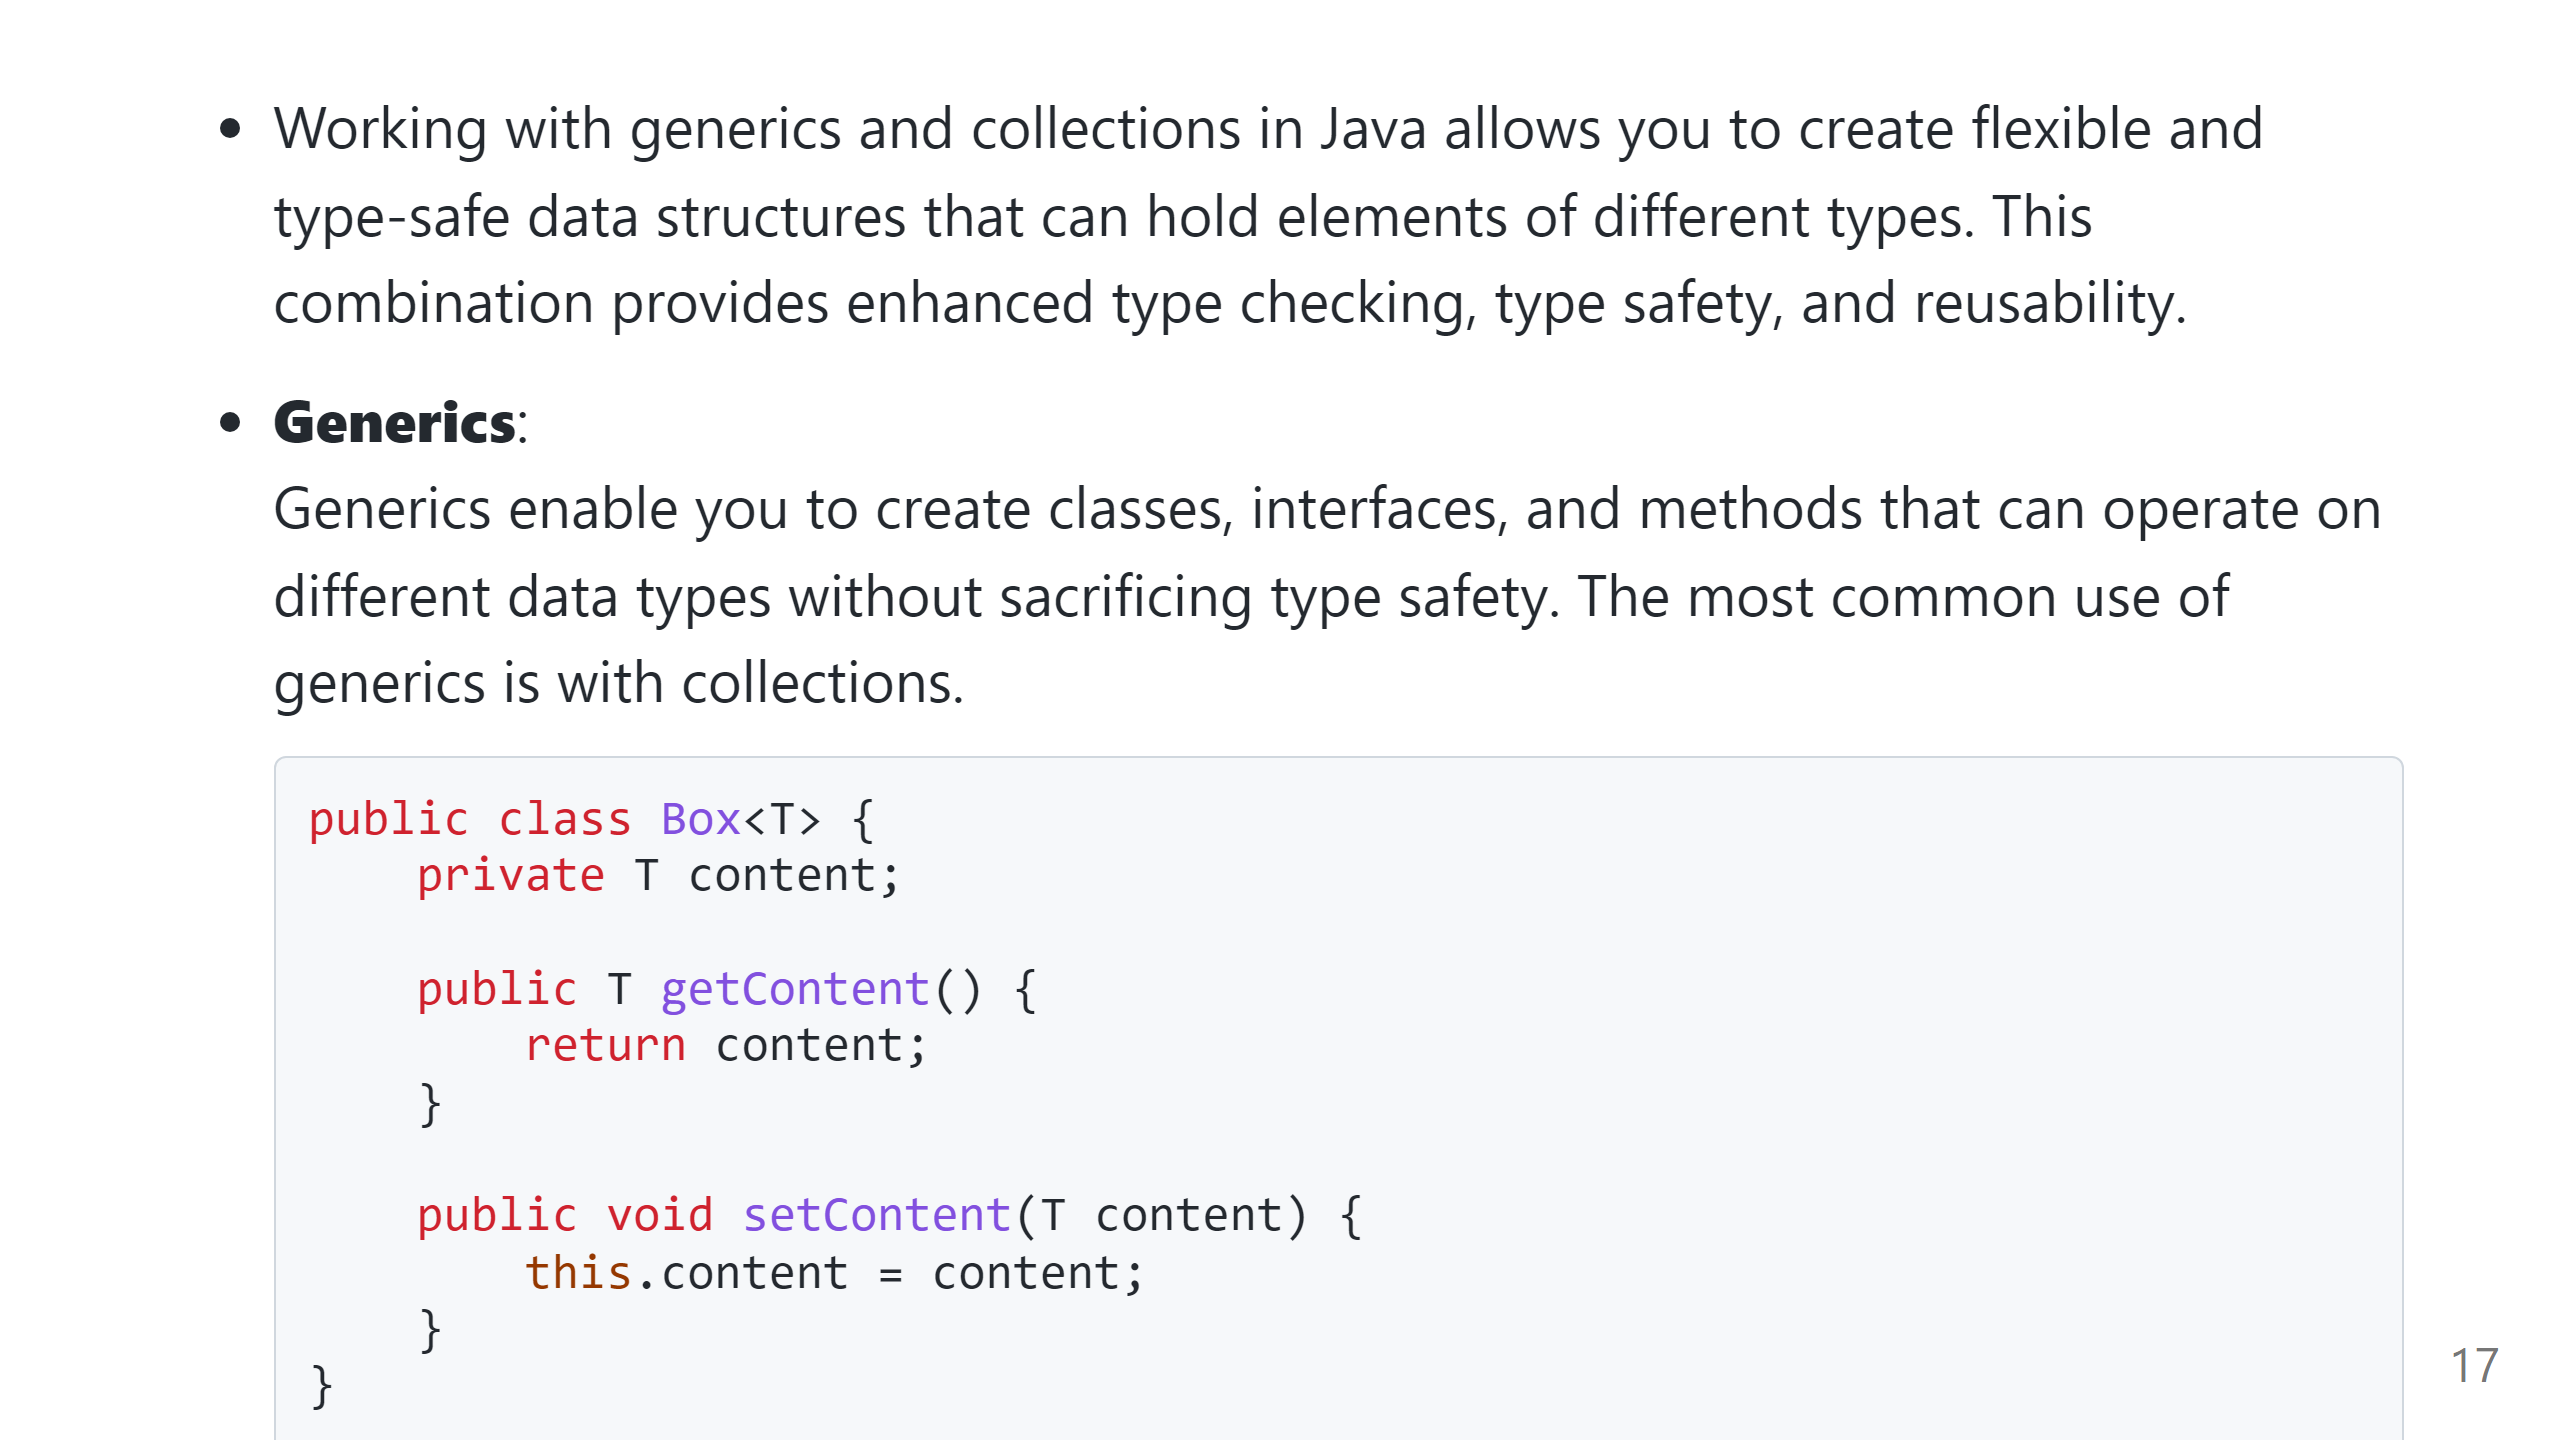 • Working with generics and collections in Java allows you to create flexible and
type-safe data structures that can hold elements of different types. This
combination provides enhanced type checking, type safety, and reusability.
• Generics:
Generics enable you to create classes, interfaces, and methods that can operate on
different data types without sacrificing type safety. The most common use of
generics is with collections.
public class Box<T> {
    private T content;
    public T getContent() {
        return content;
    }
    public void setContent(T content) {
        this.content = content;
    }
}
17